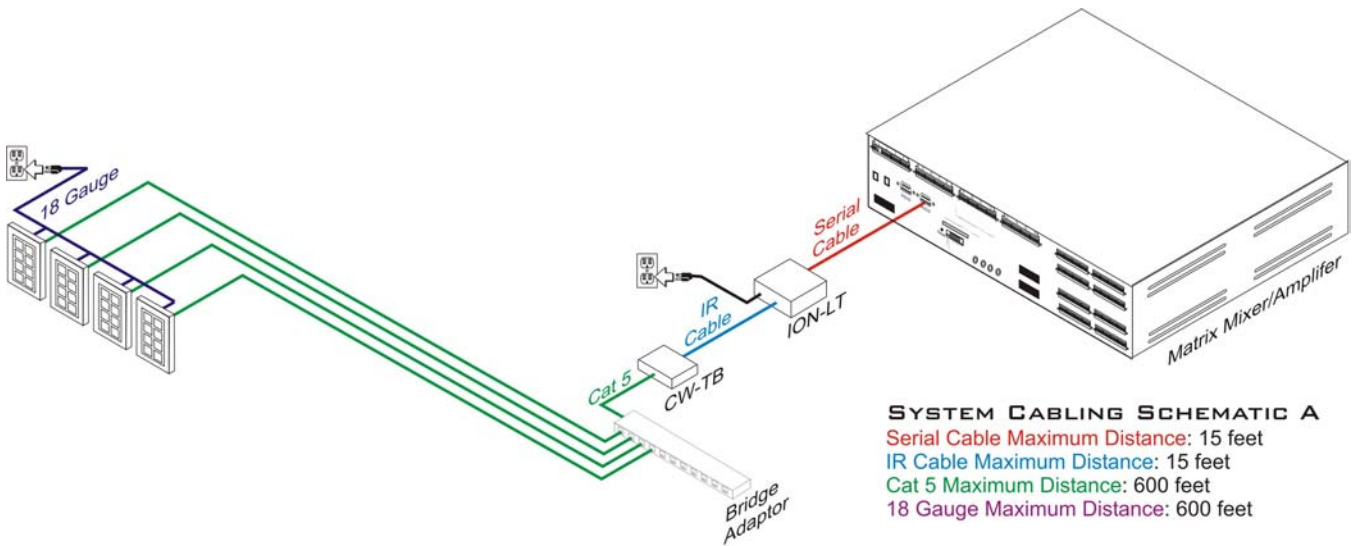 18 Gauge
Serial
Cable
IR
Cable
ION-LT
Matrix Mixer/Amplifer
Cat 5
CW-TB
Bridge
Adaptor
SYSTEM CABLING SCHEMATIC A
Serial Cable Maximum Distance: 15 feet
IR Cable Maximum Distance: 15 feet
Cat 5 Maximum Distance: 600 feet
18 Gauge Maximum Distance: 600 feet